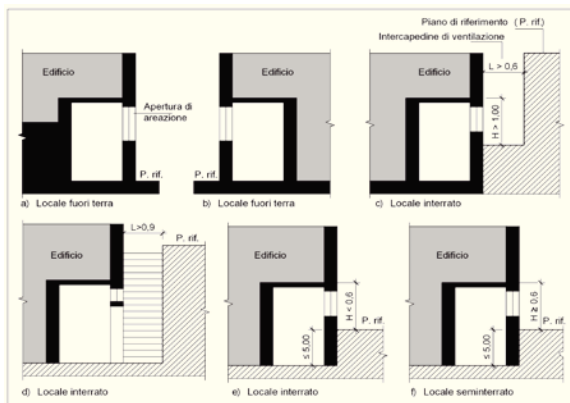 Piano di riferimento ( P. rif.)
Intercapedine di ventilazione
L > 0,6
Edificio
Edificio
Edificio
Apertura di
areazione
H > 1,00
P. rif.
P. rif.
a) Locale fuori terra
b) Locale fuori terra
c) Locale interrato
L>0,9
P. rif.
Edificio
Edificio
Edificio
H < 0,6
H ≥ 0,6
P. rif.
P. rif.
≤ 5,00
≤ 5,00
d) Locale interrato
e) Locale interrato
f) Locale seminterrato